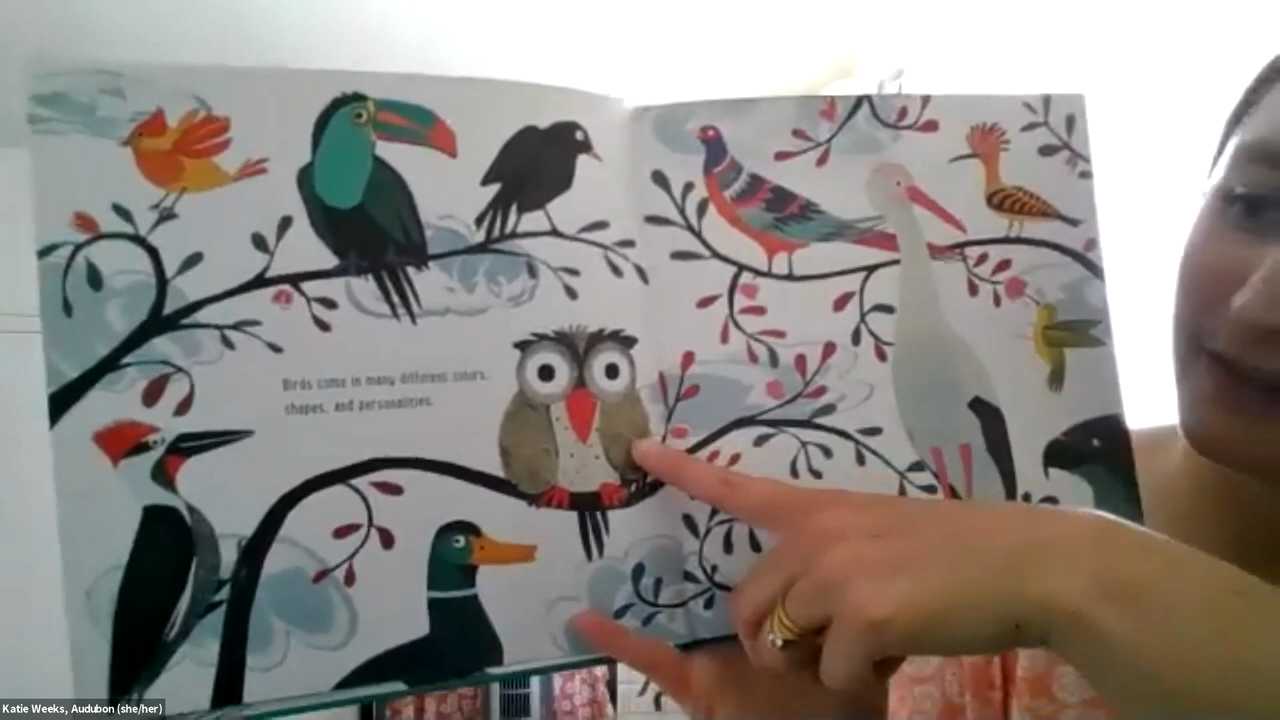 Birds come in many different colors,
shapes, and personalities.
Katie Weeks, Audubon (she/her)